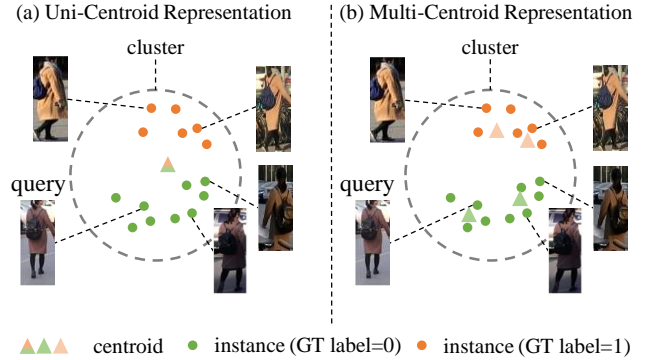 (a) Uni-Centroid Representation
(b) Multi-Centroid Representation
cluster
cluster
query
query
centroid
instance (GT label=0)
instance (GT label=1)